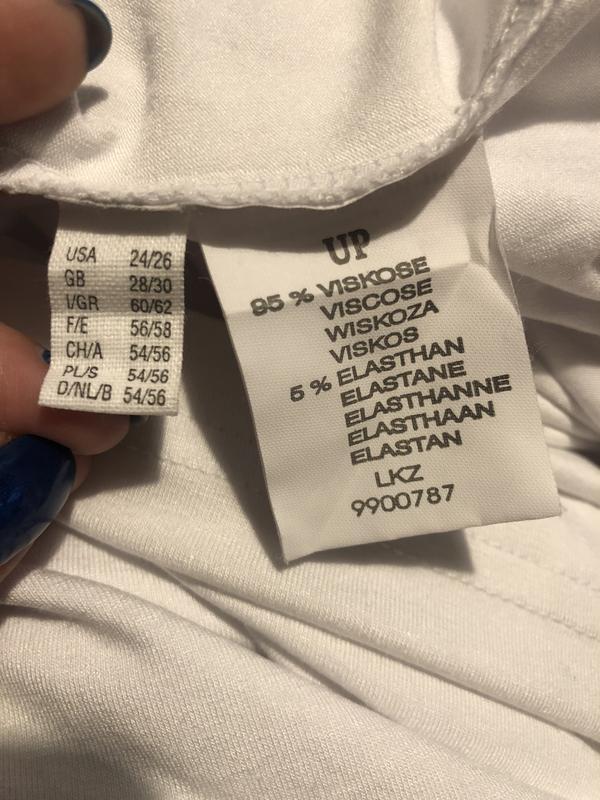 USA 24/26
GB 28/30
I/GR 60/62
F/E 56/58
CH/A 54/56
PL/S 54/56
D/NL/B 54/56
UP
95 % VISKOSE
VISCOSE
WISKOZA
VISKOS
5 % ELASTHAN
ELASTANE
ELASTHANNE
ELASTHAAN
ELASTAN
LKZ
9900787